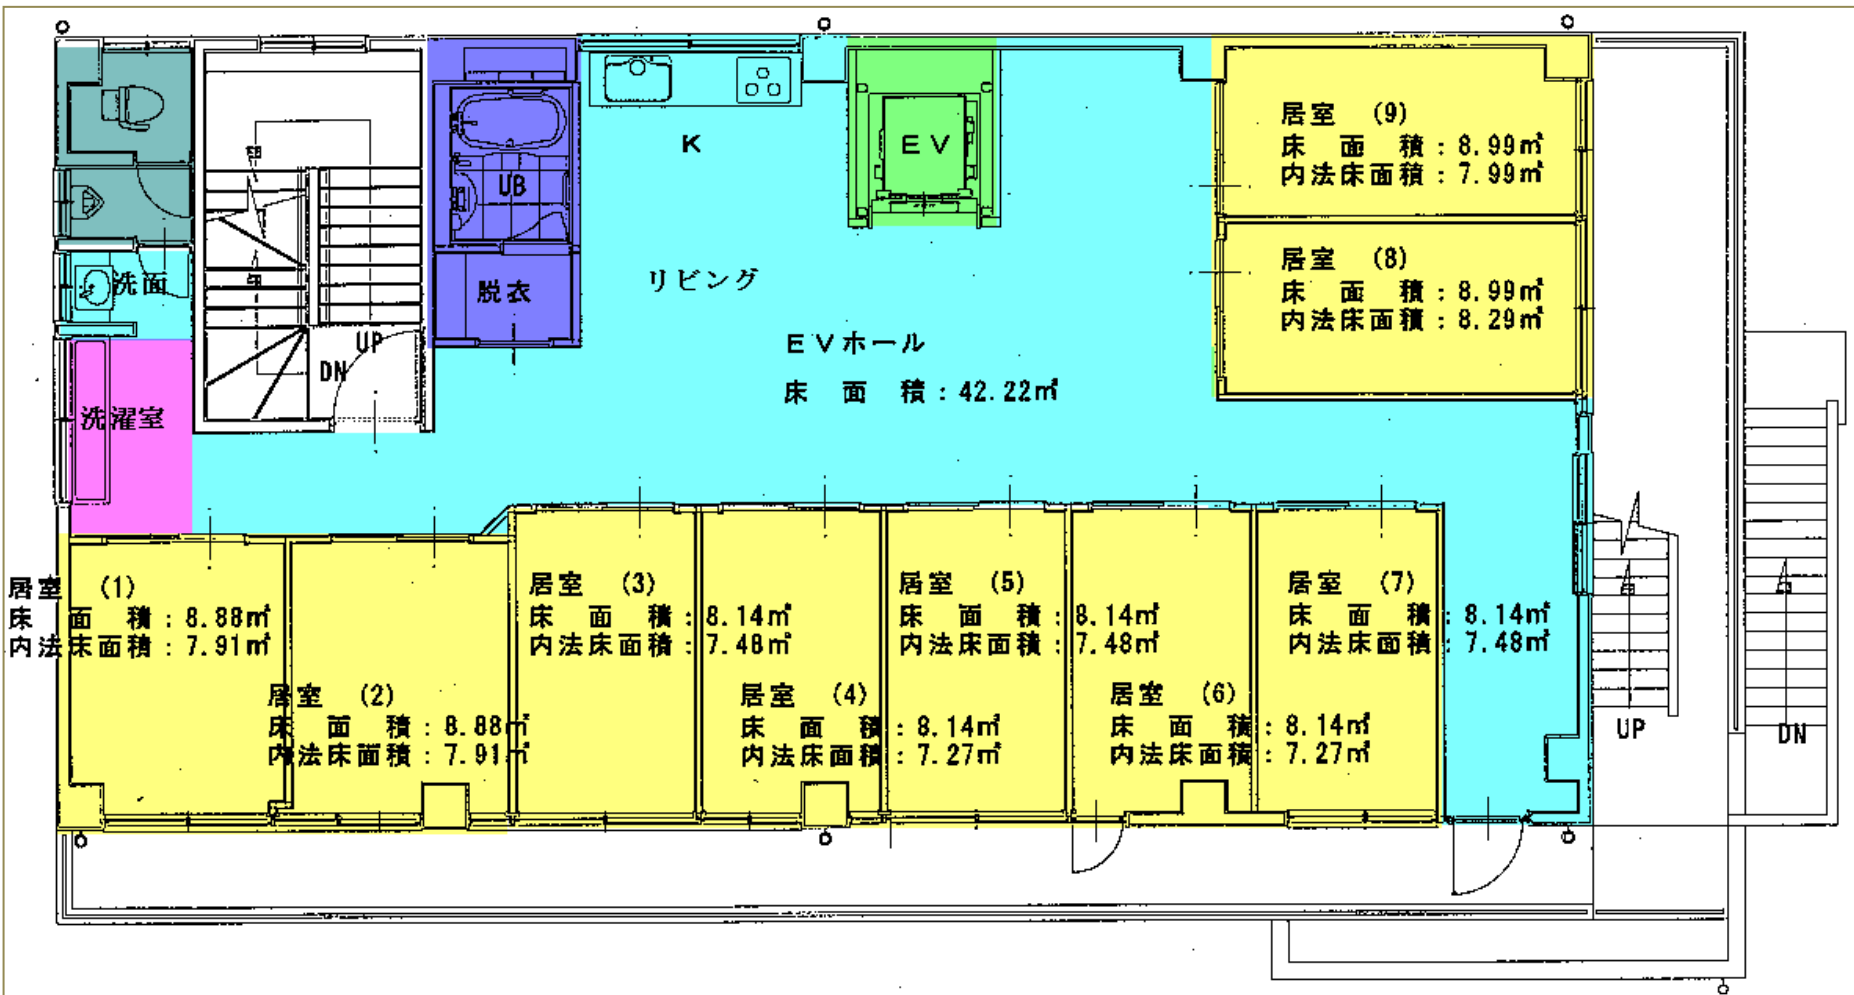 居室 (9)
床面積:8.99㎡
内法床面積:7.99㎡
K
EV
UB
居室 (8)
床面積:8.99㎡
内法床面積:8.29㎡
洗面
脱衣
リビング
UP
DN
EVホール
床面積:42.22㎡
洗濯室
居室 (1)
床面積:8.88㎡
内法床面積:7.91㎡
居室 (3)
床面積:8.14㎡
内法床面積:7.48㎡
居室 (5)
床面積:8.14㎡
内法床面積:7.48㎡
居室 (7)
床面積:8.14㎡
内法床面積:7.48㎡
居室 (2)
床面積:8.88㎡
内法床面積:7.91㎡
居室 (4)
床面積:8.14㎡
内法床面積:7.27㎡
居室 (6)
床面積:8.14㎡
内法床面積:7.27㎡
UP
DN